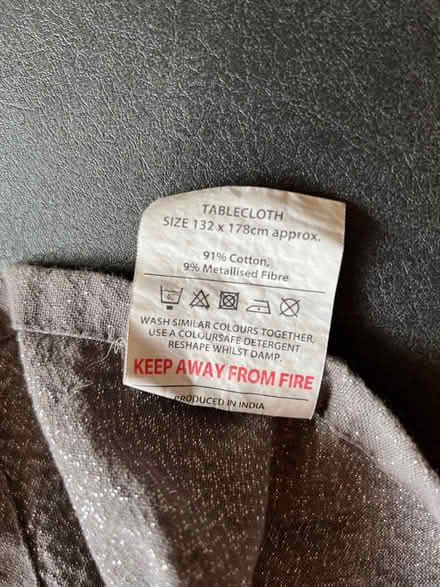 TABLECLOTH
SIZE 132 x 178cm approx.
91% Cotton,
9% Metallised Fibre
40
WASH SIMILAR COLOURS TOGETHER,
USE A COLOURSAFE DETERGENT.
RESHAPE WHILST DAMP.
KEEP AWAY FROM FIRE
PRODUCED IN INDIA